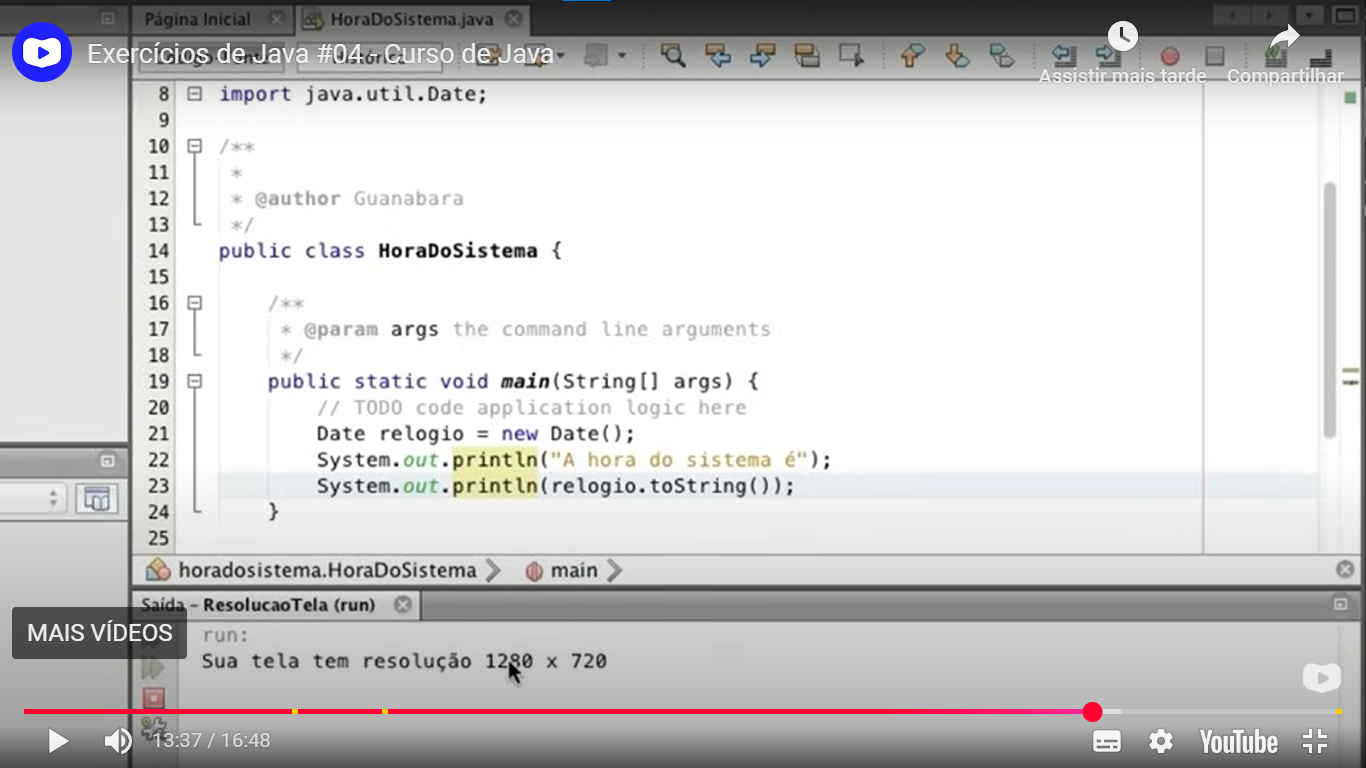 Página Inicial
HoraDoSistema.java
Exercícios de Java #04 - Curso de Java
Assistir mais tarde
Compartilhar
8 import java.util.Date;
9
10 /**
11 *
12 * @author Guanabara
13 */
14 public class HoraDoSistema {
15
16 /**
17 * @param args the command line arguments
18 */
19 public static void main(String[] args) {
20 // TODO code application logic here
21 Date relogio = new Date();
22 System.out.println("A hora do sistema é");
23 System.out.println(relogio.toString());
24 }
25
horadosistema.HoraDoSistema
main
Saída - ResolucaoTela (run)
MAIS VÍDEOS
run:
Sua tela tem resolução 1280 x 720
13:37 / 16:48
YouTube